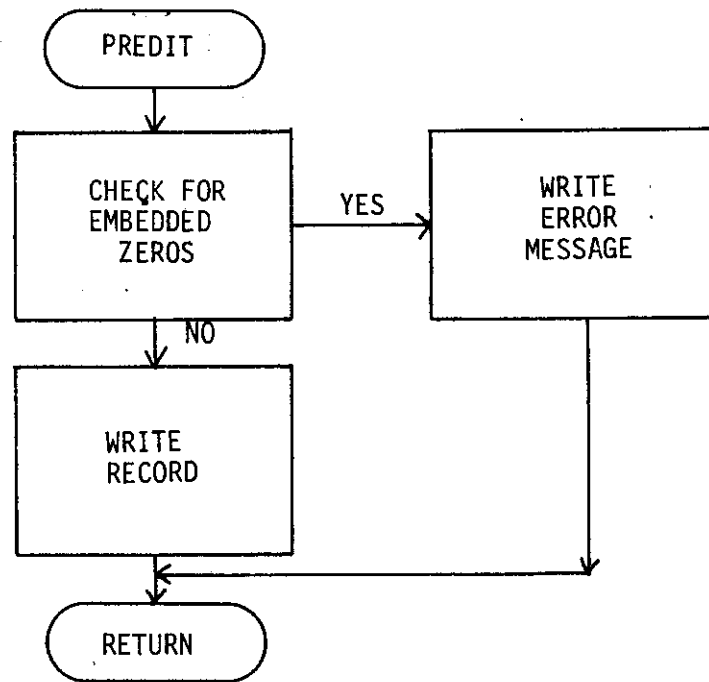 PREDIT
CHECK FOR
EMBEDDED
ZEROS
YES
WRITE
ERROR
MESSAGE
NO
WRITE
RECORD
RETURN